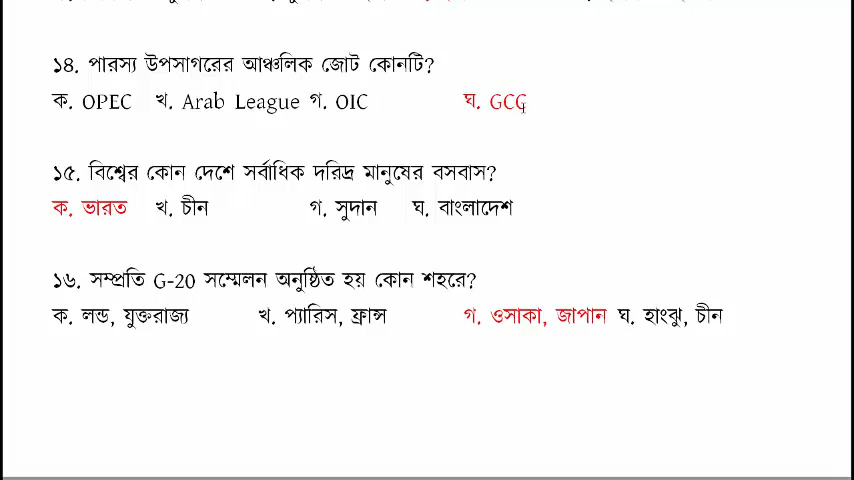 ১৪. পারস্য উপসাগরের আঞ্চলিক জোট কোনটি?
ক. OPEC খ. Arab League গ. OIC ঘ. GCC
১৫. বিশ্বের কোন দেশে সর্বাধিক দরিদ্র মানুষের বসবাস?
ক. ভারত খ. চীন গ. সুদান ঘ. বাংলাদেশ
১৬. সম্প্রতি G-20 সম্মেলন অনুষ্ঠিত হয় কোন শহরে?
ক. লন্ড, যুক্তরাজ্য খ. প্যারিস, ফ্রান্স গ. ওসাকা, জাপান ঘ. হাংঝু, চীন